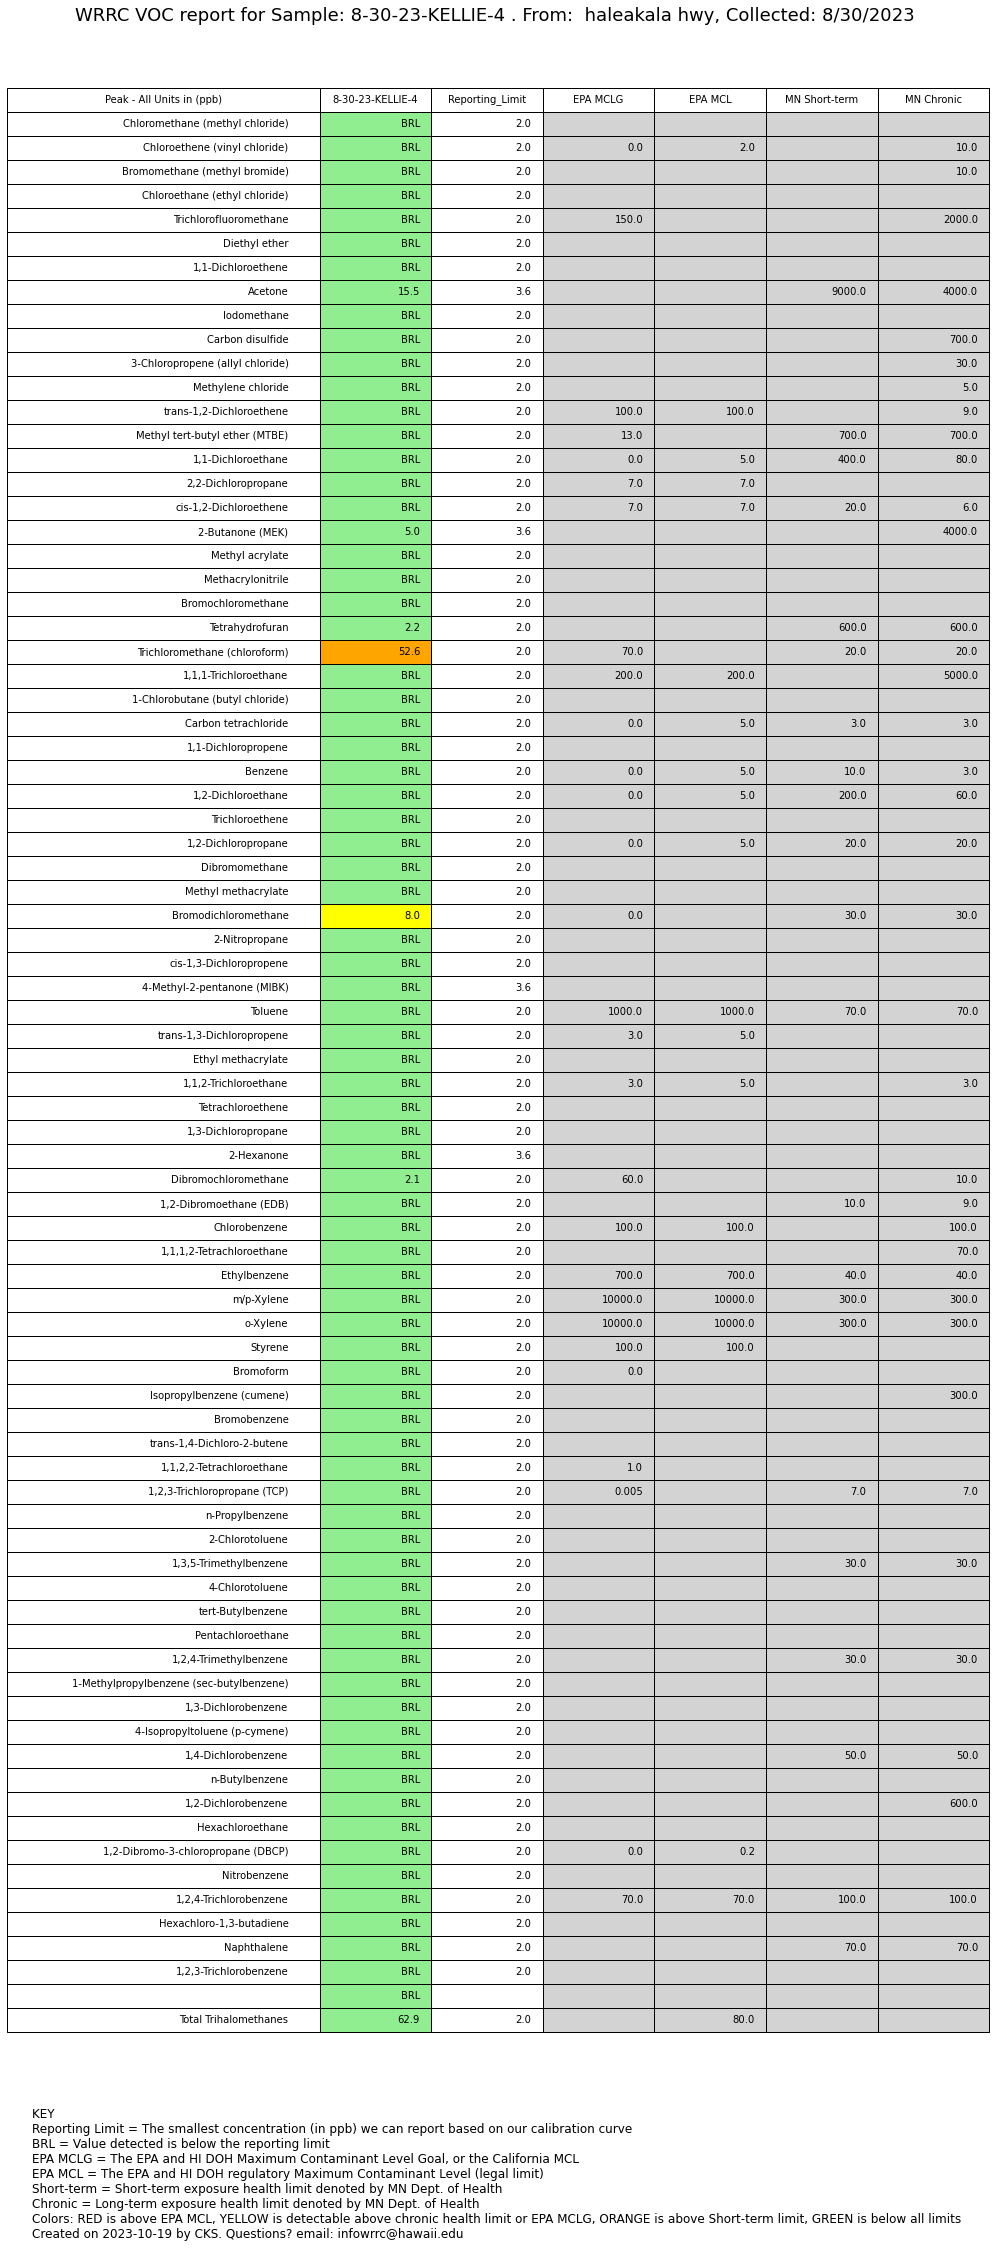 WRRC VOC report for Sample: 8-30-23-KELLIE-4 . From:  haleakala hwy, Collected: 8/30/2023
Peak - All Units in (ppb) 8-30-23-KELLIE-4 Reporting_Limit EPA MCLG EPA MCL MN Short-term MN Chronic
Chloromethane (methyl chloride) BRL 2.0
Chloroethene (vinyl chloride) BRL 2.0 0.0 2.0 10.0
Bromomethane (methyl bromide) BRL 2.0 10.0
Chloroethane (ethyl chloride) BRL 2.0
Trichlorofluoromethane BRL 2.0 150.0 2000.0
Diethyl ether BRL 2.0
1,1-Dichloroethene BRL 2.0
Acetone 15.5 3.6 9000.0 4000.0
Iodomethane BRL 2.0
Carbon disulfide BRL 2.0 700.0
3-Chloropropene (allyl chloride) BRL 2.0 30.0
Methylene chloride BRL 2.0 5.0
trans-1,2-Dichloroethene BRL 2.0 100.0 100.0 9.0
Methyl tert-butyl ether (MTBE) BRL 2.0 13.0 700.0 700.0
1,1-Dichloroethane BRL 2.0 0.0 5.0 400.0 80.0
2,2-Dichloropropane BRL 2.0 7.0 7.0
cis-1,2-Dichloroethene BRL 2.0 7.0 7.0 20.0 6.0
2-Butanone (MEK) 5.0 3.6 4000.0
Methyl acrylate BRL 2.0
Methacrylonitrile BRL 2.0
Bromochloromethane BRL 2.0
Tetrahydrofuran 2.2 2.0 600.0 600.0
Trichloromethane (chloroform) 52.6 2.0 70.0 20.0 20.0
1,1,1-Trichloroethane BRL 2.0 200.0 200.0 5000.0
1-Chlorobutane (butyl chloride) BRL 2.0
Carbon tetrachloride BRL 2.0 0.0 5.0 3.0 3.0
1,1-Dichloropropene BRL 2.0
Benzene BRL 2.0 0.0 5.0 10.0 3.0
1,2-Dichloroethane BRL 2.0 0.0 5.0 200.0 60.0
Trichloroethene BRL 2.0
1,2-Dichloropropane BRL 2.0 0.0 5.0 20.0 20.0
Dibromomethane BRL 2.0
Methyl methacrylate BRL 2.0
Bromodichloromethane 8.0 2.0 0.0 30.0 30.0
2-Nitropropane BRL 2.0
cis-1,3-Dichloropropene BRL 2.0
4-Methyl-2-pentanone (MIBK) BRL 3.6
Toluene BRL 2.0 1000.0 1000.0 70.0 70.0
trans-1,3-Dichloropropene BRL 2.0 3.0 5.0
Ethyl methacrylate BRL 2.0
1,1,2-Trichloroethane BRL 2.0 3.0 5.0 3.0
Tetrachloroethene BRL 2.0
1,3-Dichloropropane BRL 2.0
2-Hexanone BRL 3.6
Dibromochloromethane 2.1 2.0 60.0 10.0
1,2-Dibromoethane (EDB) BRL 2.0 10.0 9.0
Chlorobenzene BRL 2.0 100.0 100.0 100.0
1,1,1,2-Tetrachloroethane BRL 2.0 70.0
Ethylbenzene BRL 2.0 700.0 700.0 40.0 40.0
m/p-Xylene BRL 2.0 10000.0 10000.0 300.0 300.0
o-Xylene BRL 2.0 10000.0 10000.0 300.0 300.0
Styrene BRL 2.0 100.0 100.0
Bromoform BRL 2.0 0.0
Isopropylbenzene (cumene) BRL 2.0 300.0
Bromobenzene BRL 2.0
trans-1,4-Dichloro-2-butene BRL 2.0
1,1,2,2-Tetrachloroethane BRL 2.0 1.0
1,2,3-Trichloropropane (TCP) BRL 2.0 0.005 7.0 7.0
n-Propylbenzene BRL 2.0
2-Chlorotoluene BRL 2.0
1,3,5-Trimethylbenzene BRL 2.0 30.0 30.0
4-Chlorotoluene BRL 2.0
tert-Butylbenzene BRL 2.0
Pentachloroethane BRL 2.0
1,2,4-Trimethylbenzene BRL 2.0 30.0 30.0
1-Methylpropylbenzene (sec-butylbenzene) BRL 2.0
1,3-Dichlorobenzene BRL 2.0
4-Isopropyltoluene (p-cymene) BRL 2.0
1,4-Dichlorobenzene BRL 2.0 50.0 50.0
n-Butylbenzene BRL 2.0
1,2-Dichlorobenzene BRL 2.0 600.0
Hexachloroethane BRL 2.0
1,2-Dibromo-3-chloropropane (DBCP) BRL 2.0 0.0 0.2
Nitrobenzene BRL 2.0
1,2,4-Trichlorobenzene BRL 2.0 70.0 70.0 100.0 100.0
Hexachloro-1,3-butadiene BRL 2.0
Naphthalene BRL 2.0 70.0 70.0
1,2,3-Trichlorobenzene BRL 2.0
BRL
Total Trihalomethanes 62.9 2.0 80.0
KEY
Reporting Limit = The smallest concentration (in ppb) we can report based on our calibration curve
BRL = Value detected is below the reporting limit
EPA MCLG = The EPA and HI DOH Maximum Contaminant Level Goal, or the California MCL
EPA MCL = The EPA and HI DOH regulatory Maximum Contaminant Level (legal limit)
Short-term = Short-term exposure health limit denoted by MN Dept. of Health
Chronic = Long-term exposure health limit denoted by MN Dept. of Health
Colors: RED is above EPA MCL, YELLOW is detectable above chronic health limit or EPA MCLG, ORANGE is above Short-term limit, GREEN is below all limits
Created on 2023-10-19 by CKS. Questions? email: infowrrc@hawaii.edu